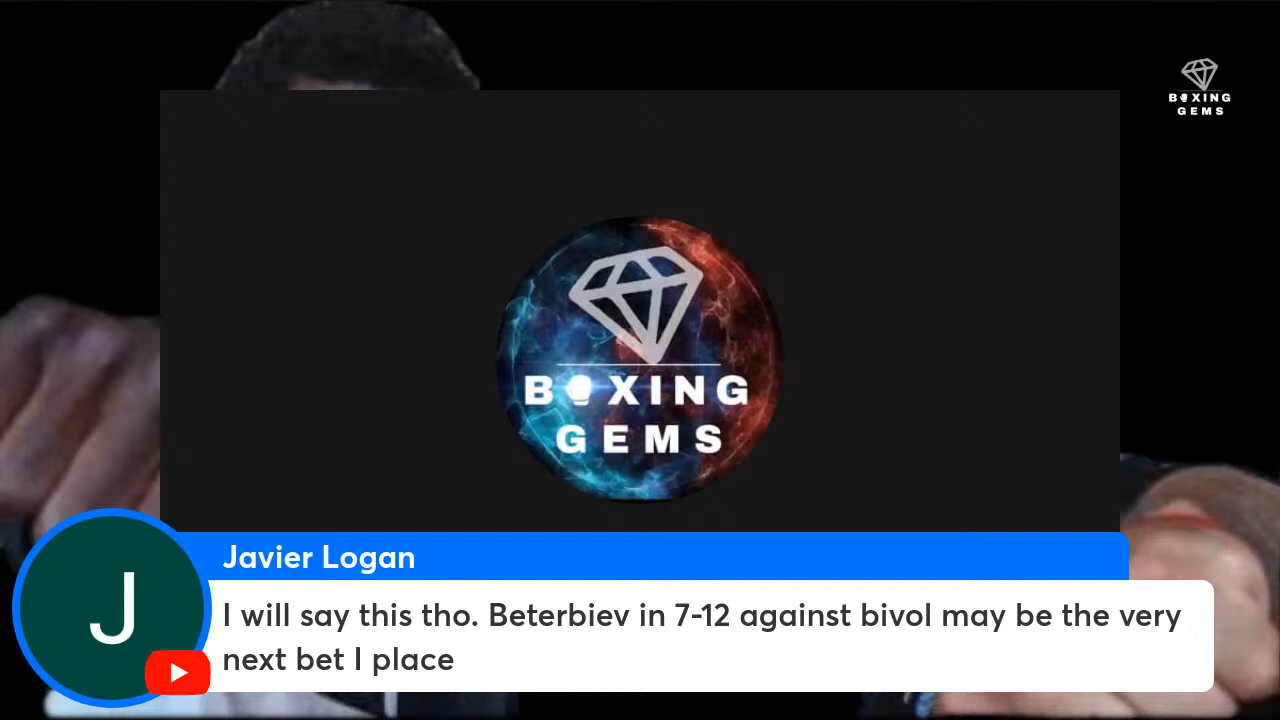 BOXING
GEMS
BOXING
GEMS
J
Javier Logan
I will say this tho. Beterbiev in 7-12 against bivol may be the very
next bet I place